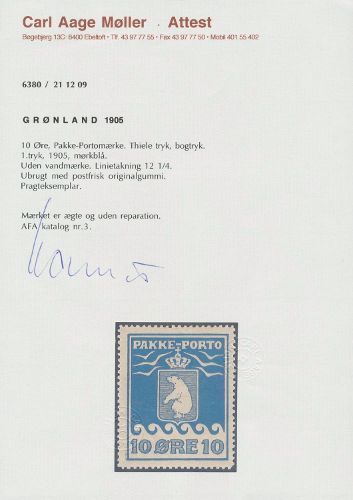 Carl Aage Møller . Attest
Bøgebjerg 13C· 8400 Ebeltoft • Tlf. 43 97 77 55 • Fax 43 97 77 50 • Mobil 401 55 402
6380 / 21 12 09
GRØNLAND 1905
10 Øre, Pakke-Portomærke. Thiele tryk, bogtryk.
1.tryk, 1905, mørkblå.
Uden vandmærke. Linietakning 12 1/4.
Ubrugt med postfrisk originalgummi.
Pragteksemplar.
Mærket er ægte og uden reparation.
AFA katalog nr.3.
PAKKE-PORTO
10 ØRE 10